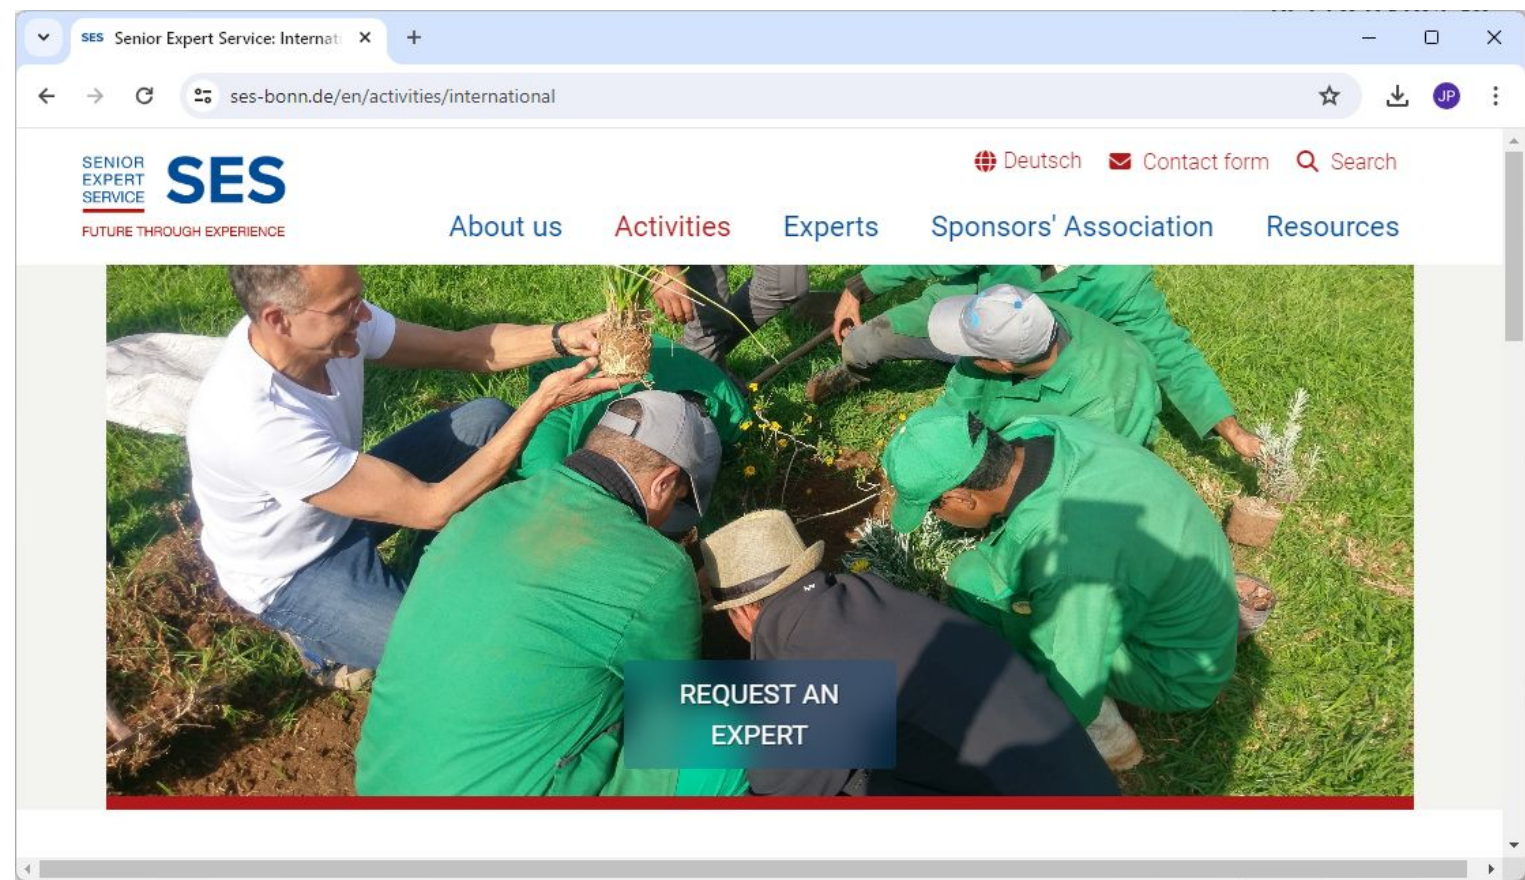 SES Senior Expert Service: Internati
ses-bonn.de/en/activities/international
JP
SENIOR
EXPERT
SERVICE
SES
FUTURE THROUGH EXPERIENCE
Deutsch Contact form Search
About us Activities Experts Sponsors' Association Resources
REQUEST AN
EXPERT